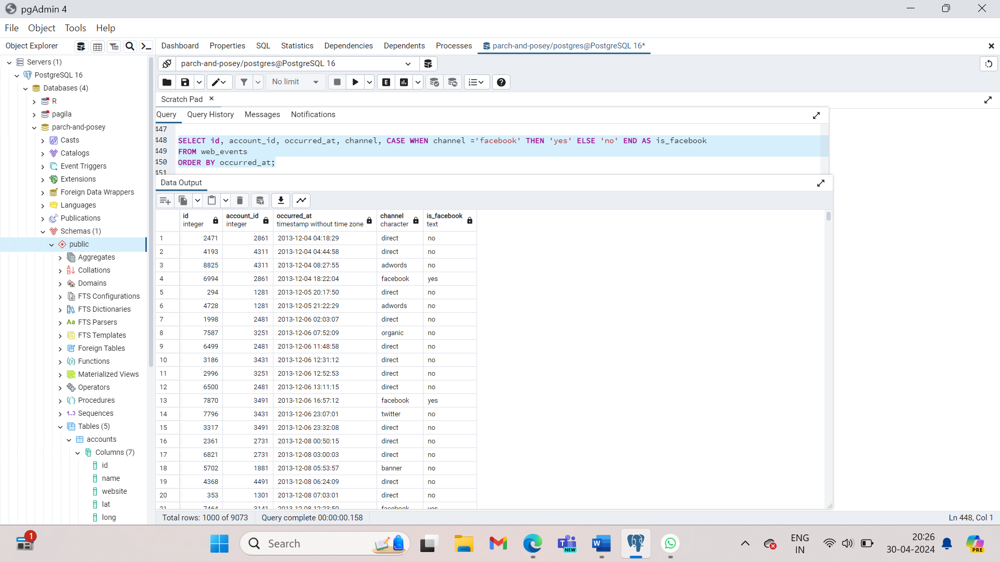 pgAdmin 4
File Object Tools Help
Object Explorer
Dashboard Properties SQL Statistics Dependencies Dependents Processes parch-and-posey/postgres@PostgreSQL 16*
Servers (1)
PostgreSQL 16
Databases (4)
R
pagila
parch-and-posey
Casts
Catalogs
Event Triggers
Extensions
Foreign Data Wrappers
Languages
Publications
Schemas (1)
public
Aggregates
Collations
Domains
FTS Configurations
FTS Dictionaries
Aa FTS Parsers
FTS Templates
Foreign Tables
Functions
Materialized Views
Operators
Procedures
1..3 Sequences
Tables (5)
accounts
Columns (7)
id
name
website
lat
long
parch-and-posey/postgres@PostgreSQL 16
No limit
E
Scratch Pad
Query Query History Messages Notifications
447
448 SELECT id, account_id, occurred_at, channel, CASE WHEN channel ='facebook' THEN 'yes' ELSE 'no' END AS is_facebook
449 FROM web_events
450 ORDER BY occurred_at;
451
Data Output
id account_id occurred_at channel is_facebook
integer integer timestamp without time zone character text
1 2471 2861 2013-12-04 04:18:29 direct no
2 4193 4311 2013-12-04 04:44:58 direct no
3 8825 4311 2013-12-04 08:27:55 adwords no
4 6994 2861 2013-12-04 18:22:04 facebook yes
5 294 1281 2013-12-05 20:17:50 direct no
6 4728 1281 2013-12-05 21:22:29 adwords no
7 1998 2481 2013-12-06 02:03:07 direct no
8 7587 3251 2013-12-06 07:52:09 organic no
9 6499 2481 2013-12-06 11:48:58 direct no
10 3186 3431 2013-12-06 12:31:12 direct no
11 2996 3251 2013-12-06 12:52:53 direct no
12 6500 2481 2013-12-06 13:11:15 direct no
13 7870 3491 2013-12-06 16:57:12 facebook yes
14 7796 3431 2013-12-06 23:07:01 twitter no
15 3317 3491 2013-12-06 23:32:08 direct no
16 2361 2731 2013-12-08 00:50:15 direct no
17 6821 2731 2013-12-08 03:00:03 direct no
18 5702 1881 2013-12-08 05:53:57 banner no
19 4368 4491 2013-12-08 06:24:09 direct no
20 353 1301 2013-12-08 07:03:01 direct no
21 7464 3141 2013-12-08 12:23:50 facebook yes
Total rows: 1000 of 9073 Query complete 00:00:00.158 Ln 448, Col 1
1
Search
NEW
ENG
IN
20:26
30-04-2024
PRE